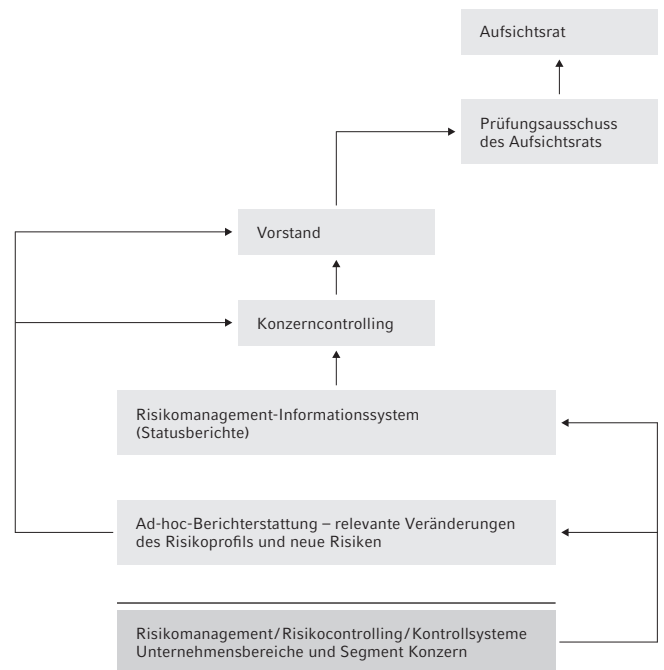 Aufsichtsrat
Prüfungsausschuss
des Aufsichtsrats
Vorstand
Konzerncontrolling
Risikomanagement-Informationssystem
(Statusberichte)
Ad-hoc-Berichterstattung – relevante Veränderungen
des Risikoprofils und neue Risiken
Risikomanagement/Risikocontrolling/Kontrollsysteme
Unternehmensbereiche und Segment Konzern